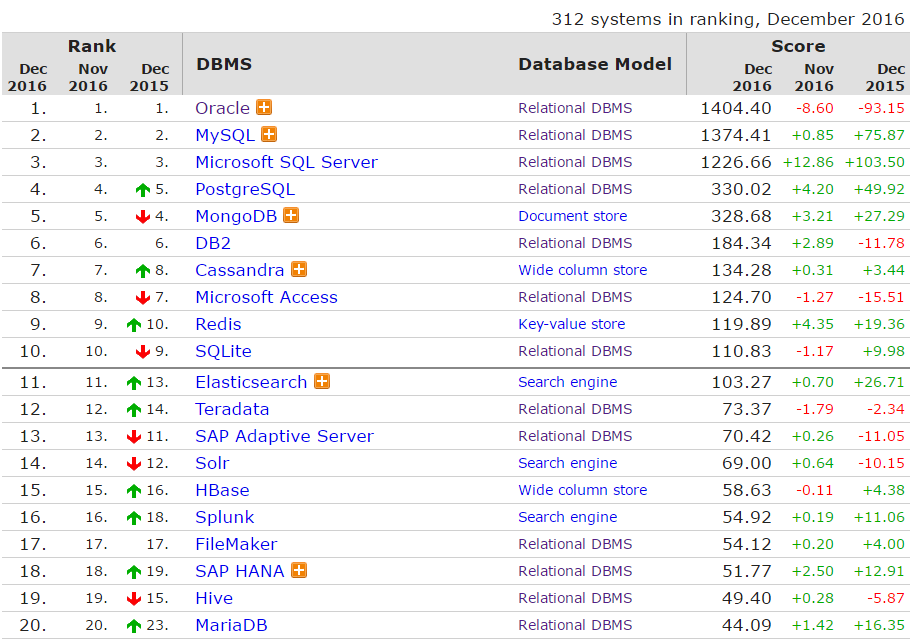 312 systems in ranking, December 2016
Rank DBMS Database Model Score
Dec 2016 Nov 2016 Dec 2015 Dec 2016 Nov 2016 Dec 2015
1. 1. 1. Oracle Relational DBMS 1404.40 -8.60 -93.15
2. 2. 2. MySQL Relational DBMS 1374.41 +0.85 +75.87
3. 3. 3. Microsoft SQL Server Relational DBMS 1226.66 +12.86 +103.50
4. 4. 5. PostgreSQL Relational DBMS 330.02 +4.20 +49.92
5. 5. 4. MongoDB Document store 328.68 +3.21 +27.29
6. 6. 6. DB2 Relational DBMS 184.34 +2.89 -11.78
7. 7. 8. Cassandra Wide column store 134.28 +0.31 +3.44
8. 8. 7. Microsoft Access Relational DBMS 124.70 -1.27 -15.51
9. 9. 10. Redis Key-value store 119.89 +4.35 +19.36
10. 10. 9. SQLite Relational DBMS 110.83 -1.17 +9.98
11. 11. 13. Elasticsearch Search engine 103.27 +0.70 +26.71
12. 12. 14. Teradata Relational DBMS 73.37 -1.79 -2.34
13. 13. 11. SAP Adaptive Server Relational DBMS 70.42 +0.26 -11.05
14. 14. 12. Solr Search engine 69.00 +0.64 -10.15
15. 15. 16. HBase Wide column store 58.63 -0.11 +4.38
16. 16. 18. Splunk Search engine 54.92 +0.19 +11.06
17. 17. 17. FileMaker Relational DBMS 54.12 +0.20 +4.00
18. 18. 19. SAP HANA Relational DBMS 51.77 +2.50 +12.91
19. 19. 15. Hive Relational DBMS 49.40 +0.28 -5.87
20. 20. 23. MariaDB Relational DBMS 44.09 +1.42 +16.35